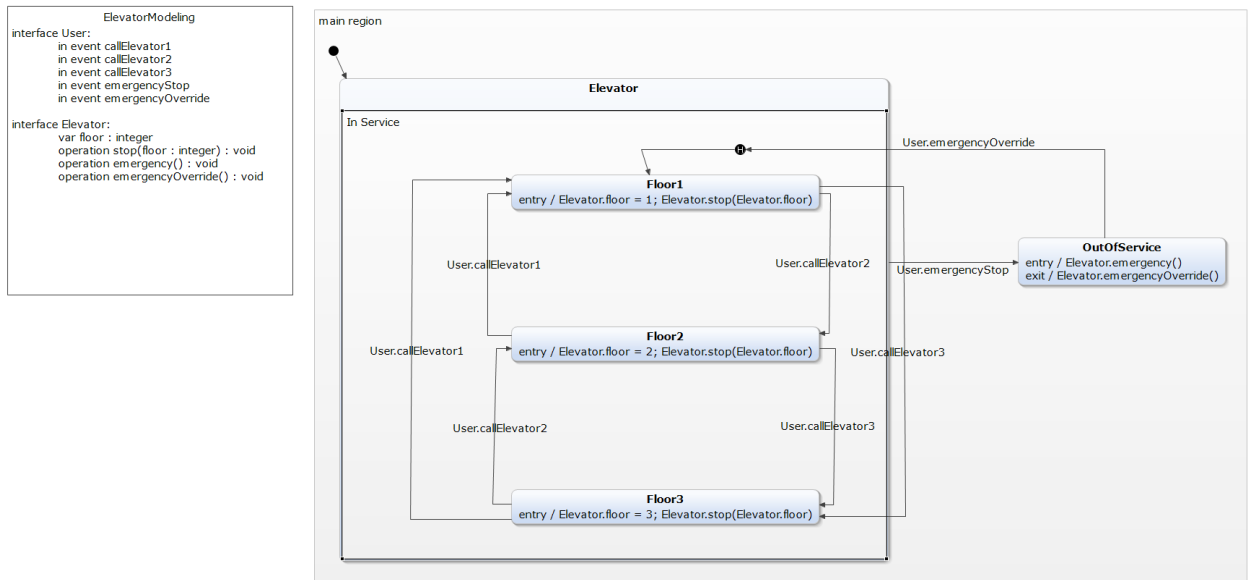 ElevatorModeling
interface User:
in event callElevator1
in event callElevator2
in event callElevator3
in event emergencyStop
in event emergencyOverride
interface Elevator:
var floor : integer
operation stop(floor : integer) : void
operation emergency() : void
operation emergencyOverride() : void
main region
Elevator
In Service
H
User.emergencyOverride
Floor1
entry / Elevator.floor = 1; Elevator.stop(Elevator.floor)
User.callElevator1
User.callElevator2
User.emergencyStop
OutOfService
entry / Elevator.emergency()
exit / Elevator.emergencyOverride()
Floor2
entry / Elevator.floor = 2; Elevator.stop(Elevator.floor)
User.callElevator1
User.callElevator3
User.callElevator2
User.callElevator3
Floor3
entry / Elevator.floor = 3; Elevator.stop(Elevator.floor)